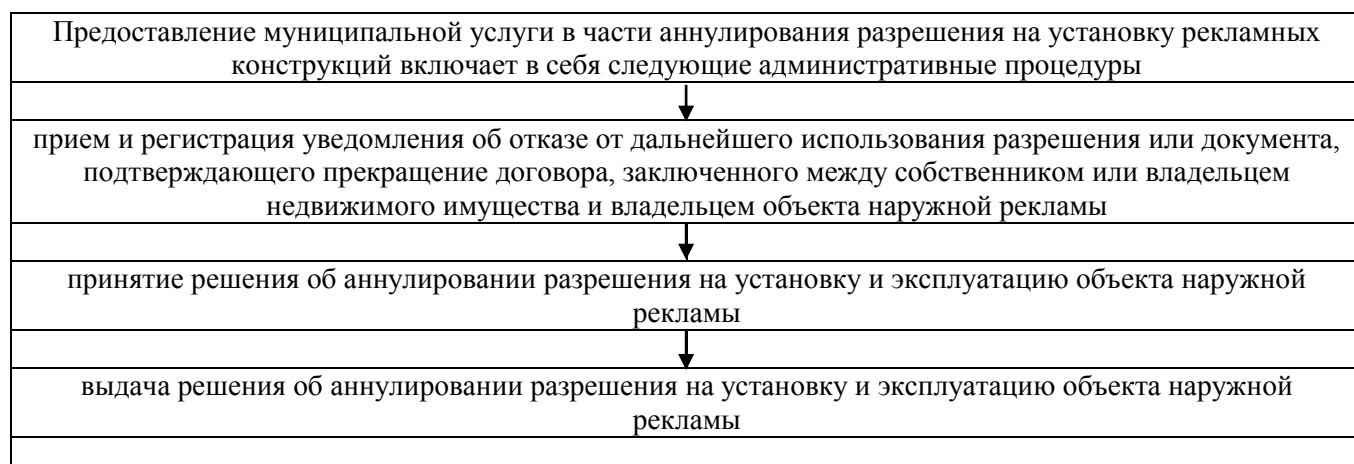 Предоставление муниципальной услуги в части аннулирования разрешения на установку рекламных
конструкций включает в себя следующие административные процедуры
прием и регистрация уведомления об отказе от дальнейшего использования разрешения или документа,
подтверждающего прекращение договора, заключенного между собственником или владельцем
недвижимого имущества и владельцем объекта наружной рекламы
принятие решения об аннулировании разрешения на установку и эксплуатацию объекта наружной
рекламы
выдача решения об аннулировании разрешения на установку и эксплуатацию объекта наружной
рекламы